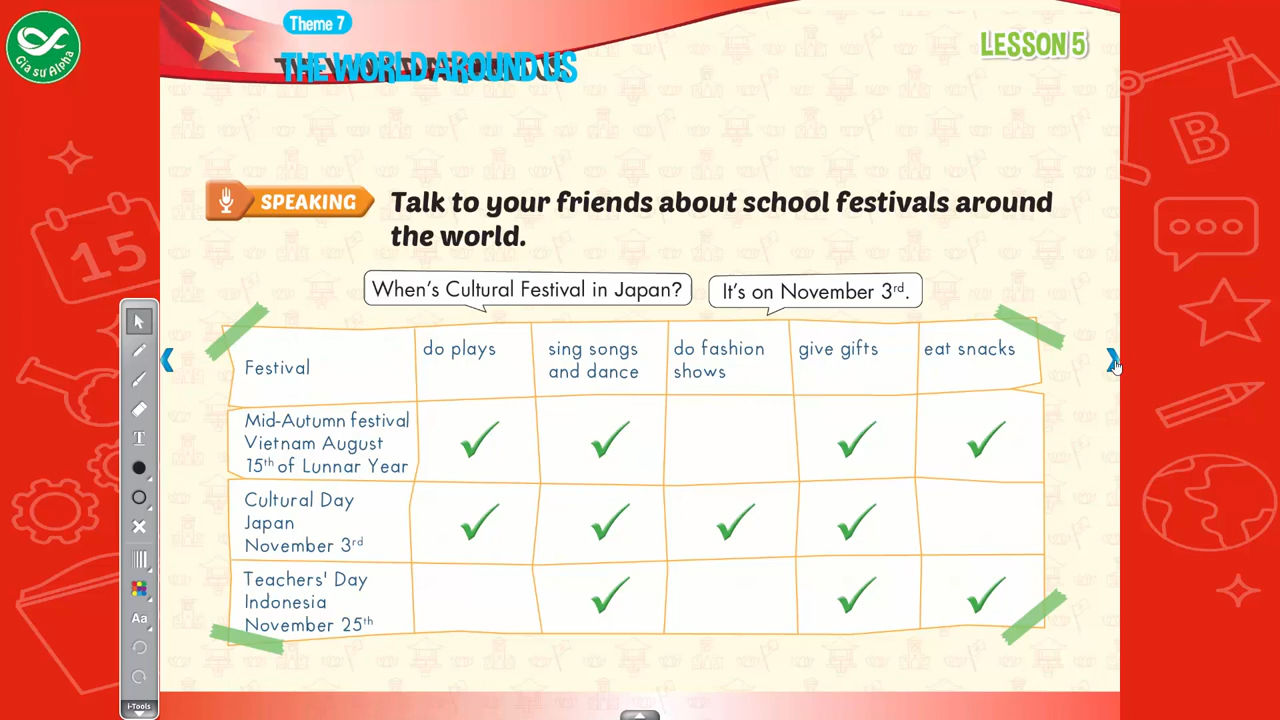 Gia sư Alpha
Theme 7
THE WORLD AROUND US
LESSON 5
SPEAKING
Talk to your friends about school festivals around
the world.
When's Cultural Festival in Japan?
It's on November 3rd.
Festival
do plays
sing songs
and dance
do fashion
shows
give gifts
eat snacks
Mid-Autumn festival
Vietnam August
15th of Lunnar Year
Cultural Day
Japan
November 3rd
Teachers' Day
Indonesia
November 25th
15
B
T
Aa
i-Tools